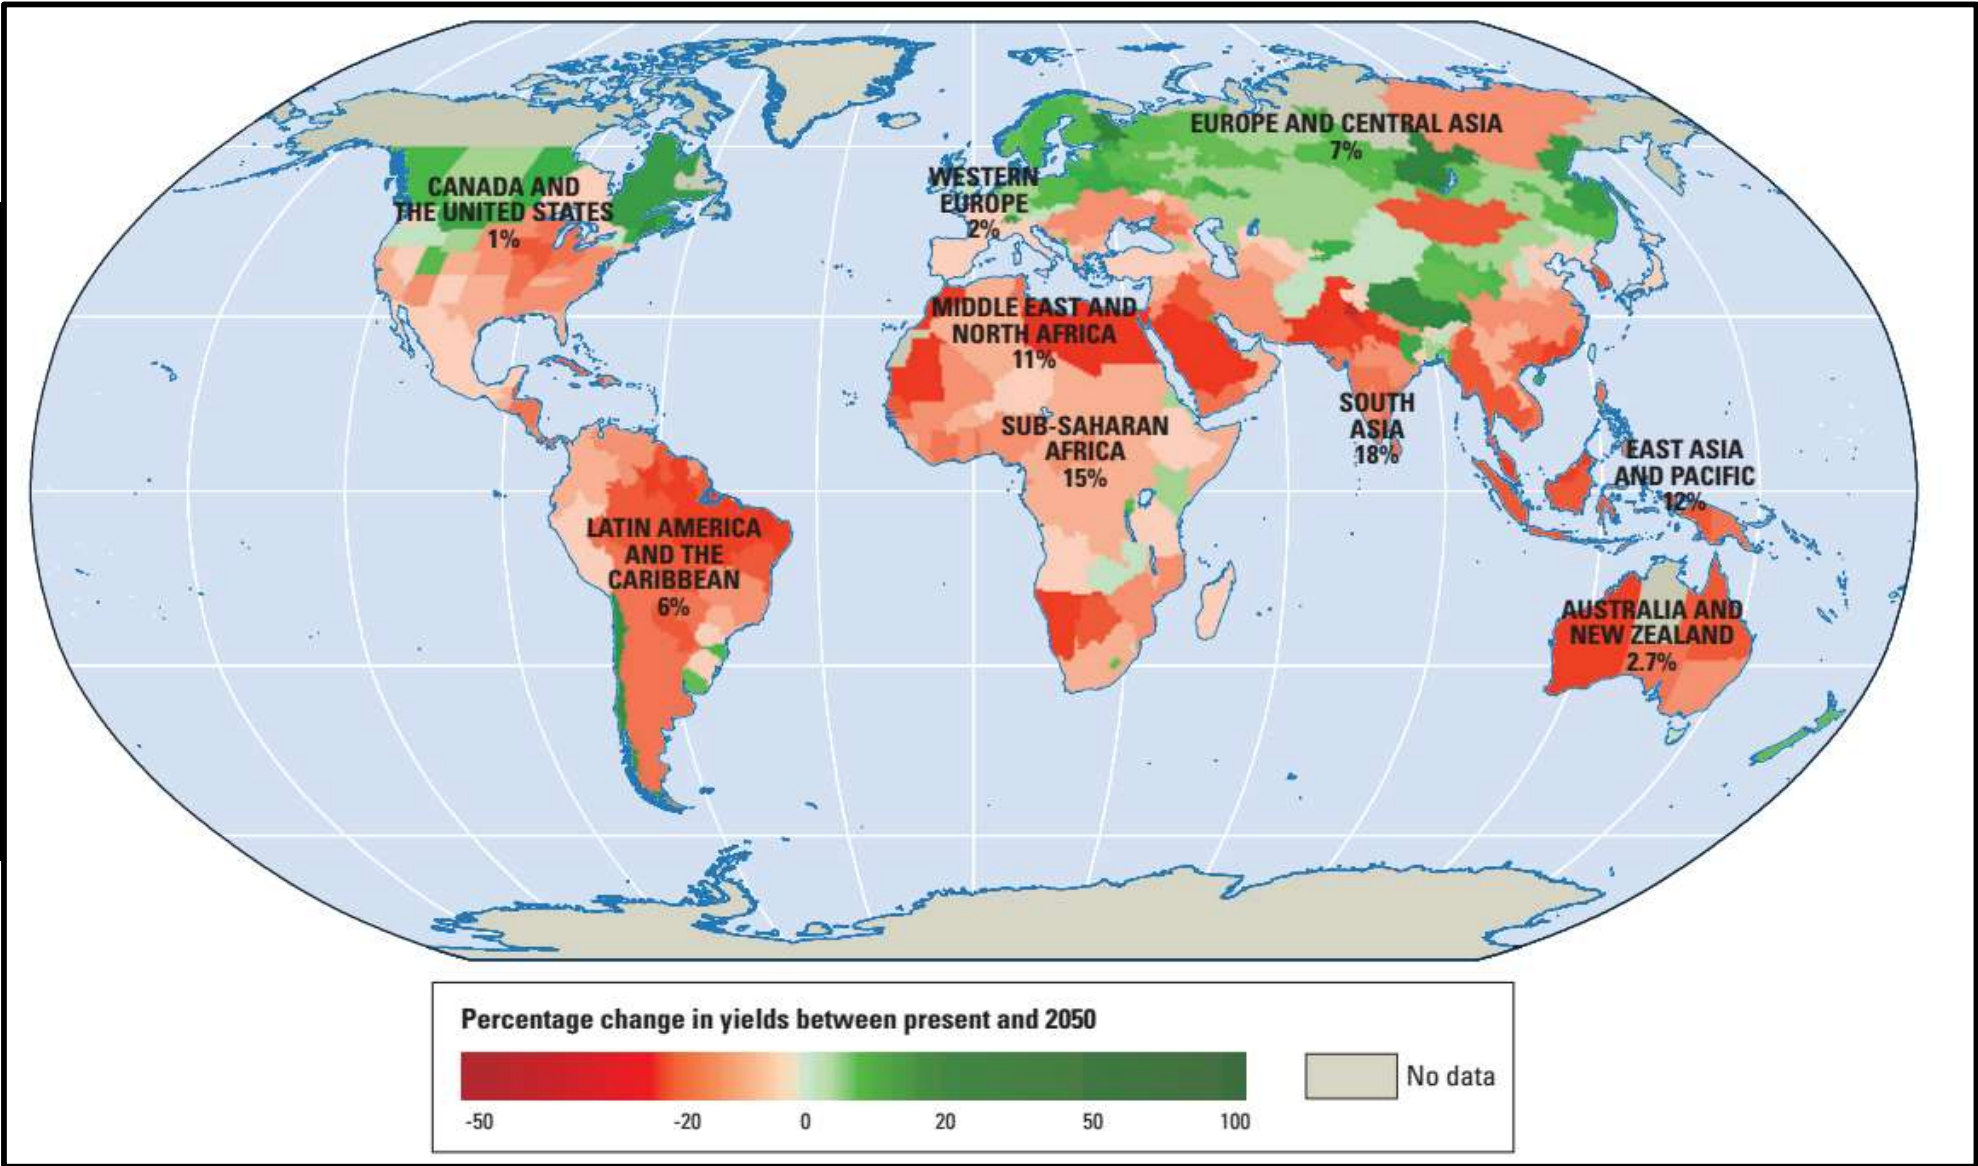 EUROPE AND CENTRAL ASIA
7%
CANADA AND
THE UNITED STATES
1%
WESTERN
EUROPE
2%
MIDDLE EAST AND
NORTH AFRICA
11%
SUB-SAHARAN
AFRICA
15%
SOUTH
ASIA
18%
EAST ASIA
AND PACIFIC
12%
LATIN AMERICA
AND THE
CARIBBEAN
6%
AUSTRALIA AND
NEW ZEALAND
2.7%
Percentage change in yields between present and 2050
No data
-50 -20 0 20 50 100